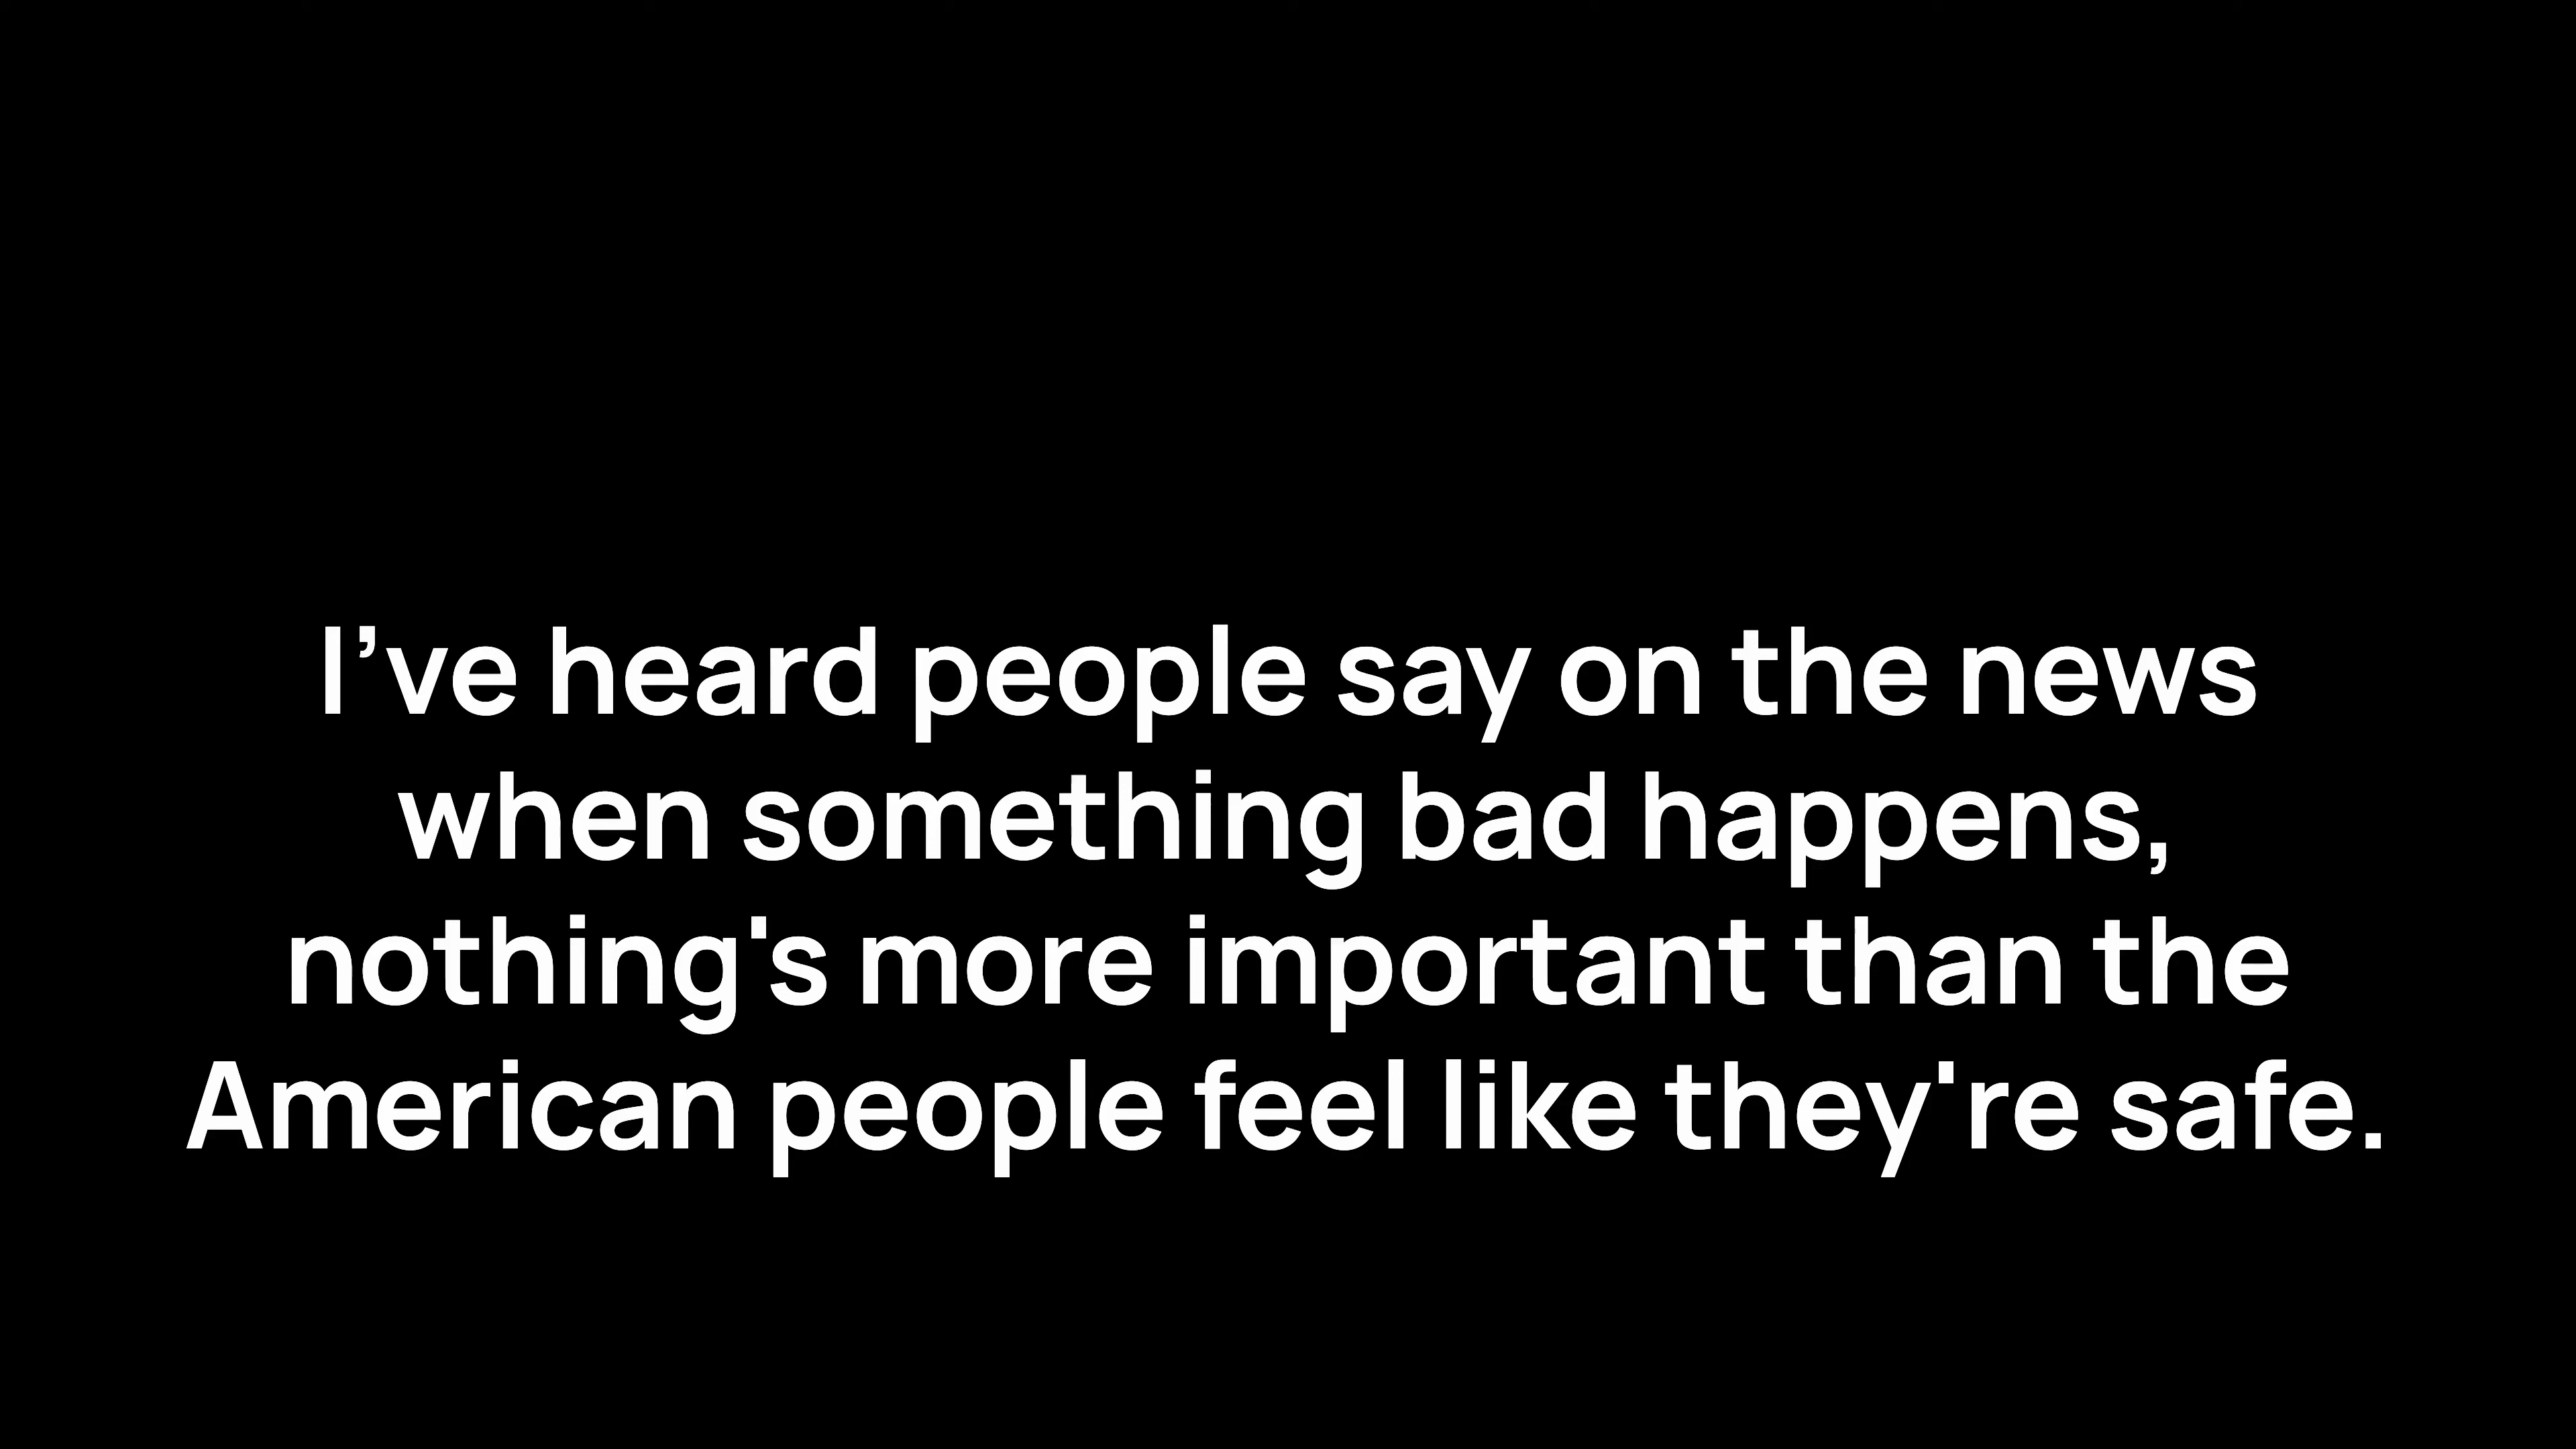 I’ve heard people say on the news
when something bad happens,
nothing's more important than the
American people feel like they're safe.